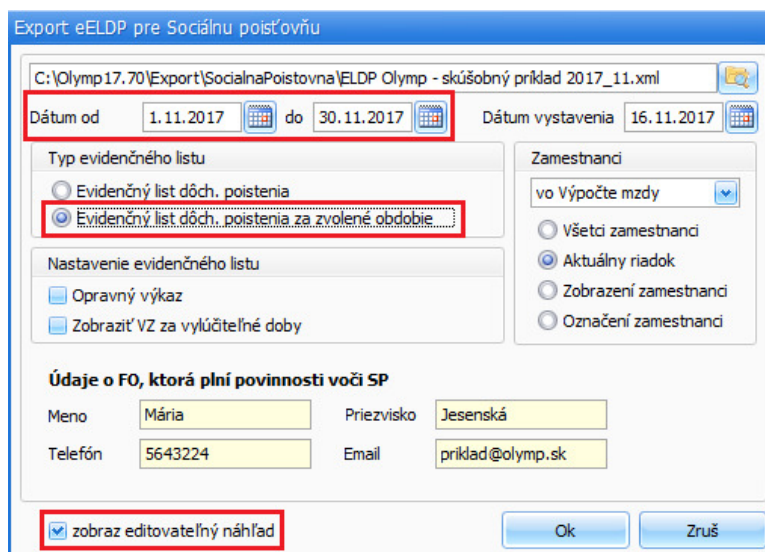 Export eELDP pre Sociálnu poisťovňu
C:\Olymp17.70\Export\SocialnaPoistovna\ELDP Olymp - skúšobný príklad 2017_11.xml
Dátum od 1.11.2017 do 30.11.2017 Dátum vystavenia 16.11.2017
Typ evidenčného listu
Evidenčný list dôch. poistenia
Evidenčný list dôch. poistenia za zvolené obdobie
Zamestnanci
vo Výpočte mzdy
Všetci zamestnanci
Aktuálny riadok
Zobrazení zamestnanci
Označení zamestnanci
Nastavenie evidenčného listu
Opravný výkaz
Zobraziť VZ za vylúčiteľné doby
Údaje o FO, ktorá plní povinnosti voči SP
Meno Mária Priezvisko Jesenská
Telefón 5643224 Email priklad@olymp.sk
zobraz editovateľný náhľad Ok Zruš